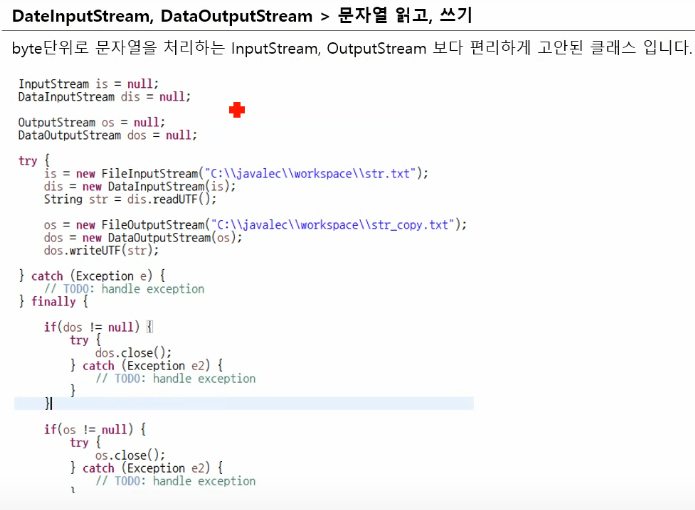 DateInputStream, DataOutputStream > 문자열 읽고, 쓰기
byte단위로 문자열을 처리하는 InputStream, OutputStream 보다 편리하게 고안된 클래스 입니다.
InputStream is = null;
DataInputStream dis = null;
OutputStream os = null;
DataOutputStream dos = null;
try {
is = new FileInputStream("C:\\javalec\\workspace\\str.txt");
dis = new DataInputStream(is);
String str = dis.readUTF();
os = new FileOutputStream("C:\\javalec\\workspace\\str_copy.txt");
dos = new DataOutputStream(os);
dos.writeUTF(str);
} catch (Exception e) {
// TODO: handle exception
} finally {
if(dos != null) {
try {
dos.close();
} catch (Exception e2) {
// TODO: handle exception
}
}
if(os != null) {
try {
os.close();
} catch (Exception e2) {
// TODO: handle exception
}